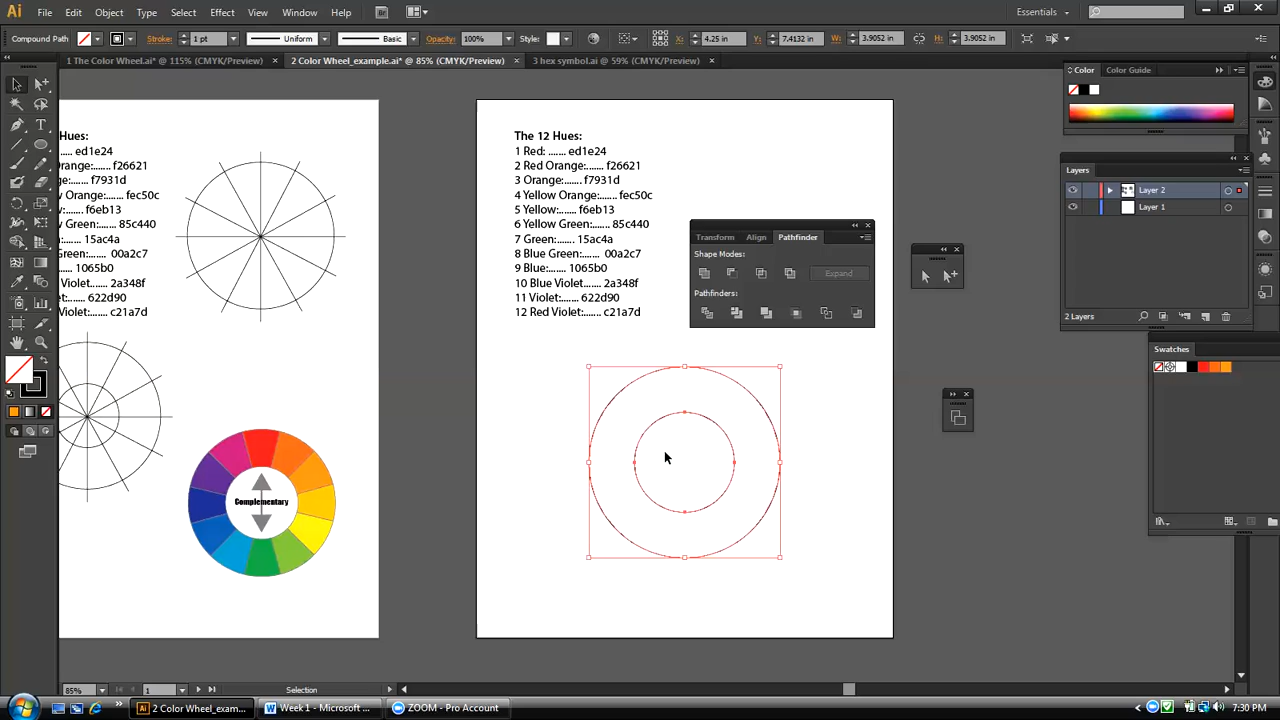 Ai File Edit Object Type Select Effect View Window Help Br Essentials
Compound Path Stroke: 1 pt Uniform Basic Opacity: 100% Style: X: 4.25 in Y: 7.4132 in W: 3.9052 in H: 3.9052 in
1 The Color Wheel.ai* @ 115% (CMYK/Preview) 2 Color Wheel_example.ai* @ 85% (CMYK/Preview) 3 hex symbol.ai @ 59% (CMYK/Preview)
Color Color Guide
Hues:
..... ed1e24
Orange:....... f26621
ge:....... f7931d
w Orange:....... fec50c
w:....... f6eb13
w Green:....... 85c440
n:....... 15ac4a
Green:....... 00a2c7
:....... 1065b0
Violet:....... 2a348f
et:....... 622d90
Violet:....... c21a7d
Complementary
The 12 Hues:
1 Red: ....... ed1e24
2 Red Orange:....... f26621
3 Orange:....... f7931d
4 Yellow Orange:....... fec50c
5 Yellow:....... f6eb13
6 Yellow Green:....... 85c440
7 Green:....... 15ac4a
8 Blue Green:....... 00a2c7
9 Blue:....... 1065b0
10 Blue Violet:....... 2a348f
11 Violet:....... 622d90
12 Red Violet:....... c21a7d
Transform Align Pathfinder
Shape Modes:
Expand
Pathfinders:
Layers
Layer 2
Layer 1
2 Layers
Swatches
85% 1 Selection
2 Color Wheel_exam... Week 1 - Microsoft ... ZOOM - Pro Account 7:30 PM